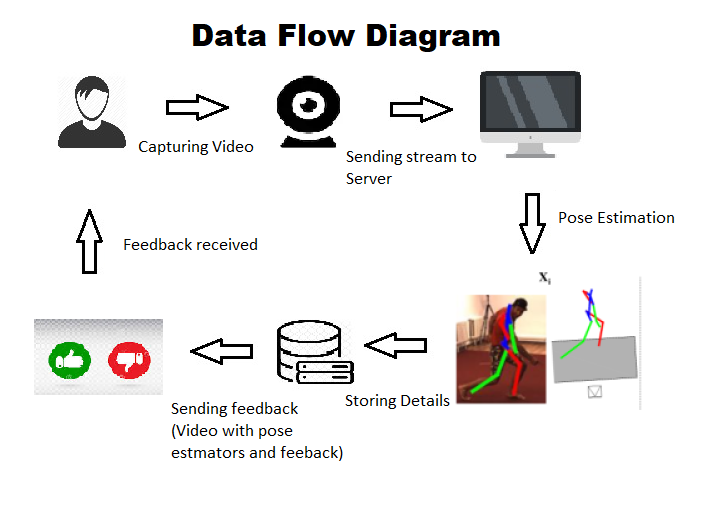 Data Flow Diagram
Capturing Video
Sending stream to
Server
Pose Estimation
Feedback received
Xi
Storing Details
Sending feedback
(Video with pose
estmators and feeback)